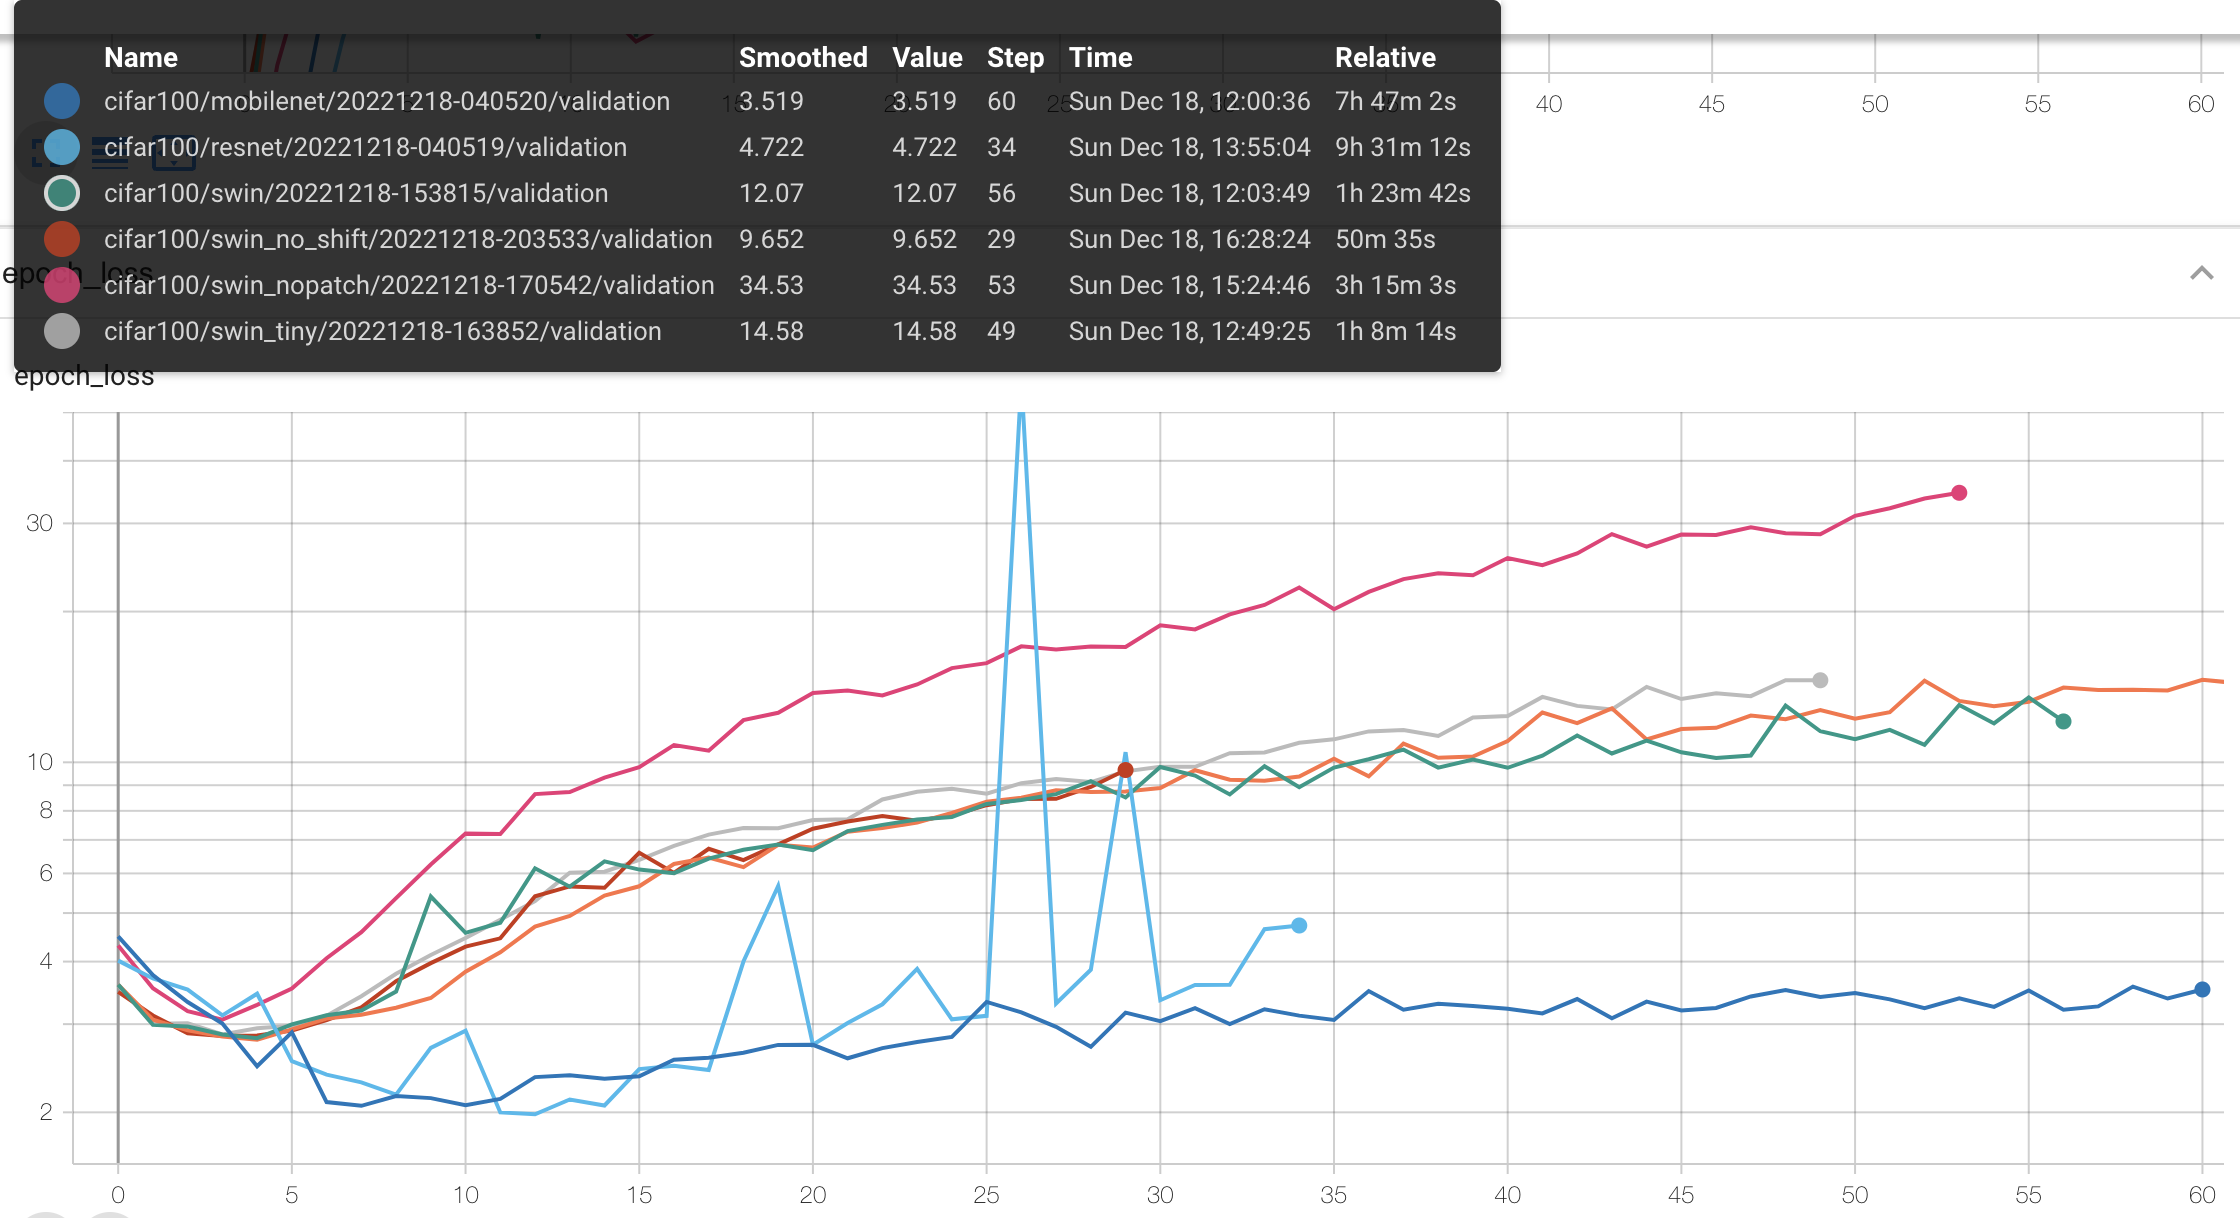 Name Smoothed Value Step Time Relative
cifar100/mobilenet/20221218-040520/validation 3.519 3.519 60 Sun Dec 18, 12:00:36 7h 47m 2s
cifar100/resnet/20221218-040519/validation 4.722 4.722 34 Sun Dec 18, 13:55:04 9h 31m 12s
cifar100/swin/20221218-153815/validation 12.07 12.07 56 Sun Dec 18, 12:03:49 1h 23m 42s
cifar100/swin_no_shift/20221218-203533/validation 9.652 9.652 29 Sun Dec 18, 16:28:24 50m 35s
cifar100/swin_nopatch/20221218-170542/validation 34.53 34.53 53 Sun Dec 18, 15:24:46 3h 15m 3s
cifar100/swin_tiny/20221218-163852/validation 14.58 14.58 49 Sun Dec 18, 12:49:25 1h 8m 14s
15 25 40 45 50 55 60
epoch_loss
epoch_loss
30
10
8
6
4
2
0 5 10 15 20 25 30 35 40 45 50 55 60